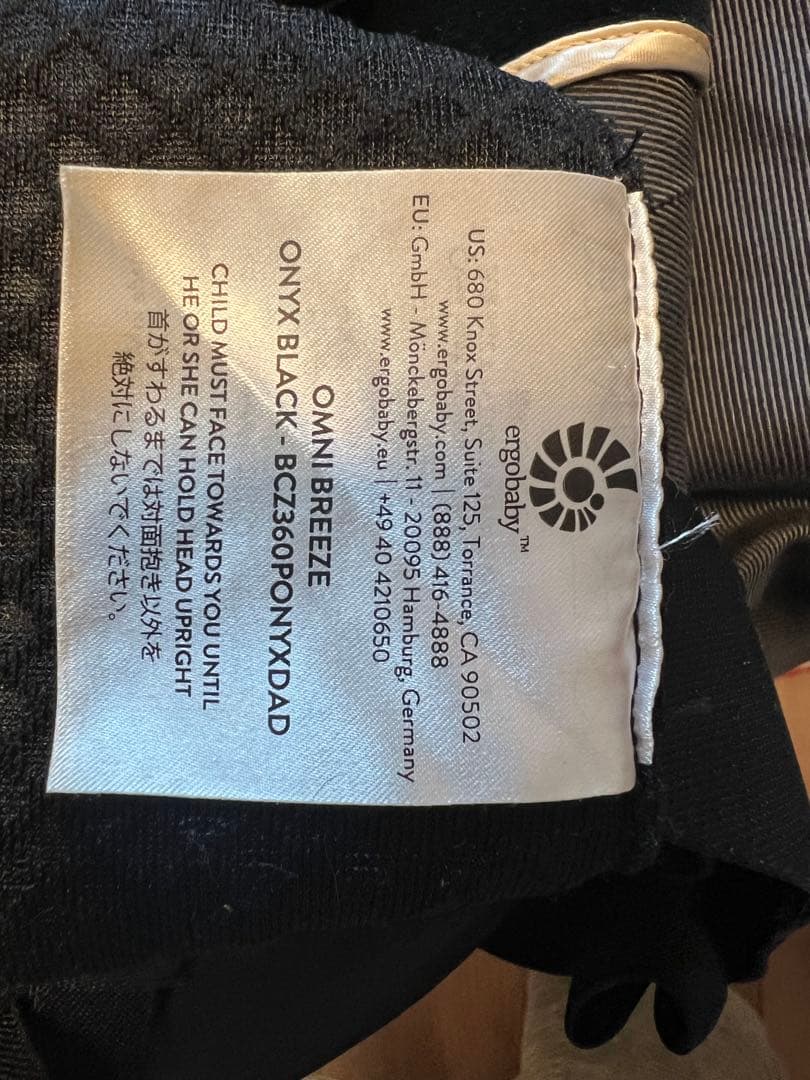 ergobaby™
US: 680 Knox Street, Suite 125, Torrance, CA 90502
www.ergobaby.com | (888) 416-4888
EU: GmbH - Mönckebergstr. 11 - 20095 Hamburg, Germany
www.ergobaby.eu | +49 40 4210650
OMNI BREEZE
ONYX BLACK - BCZ360PONYXDAD
CHILD MUST FACE TOWARDS YOU UNTIL
HE OR SHE CAN HOLD HEAD UPRIGHT
首がすわるまでは対面抱き以外を
絶対にしないでください。